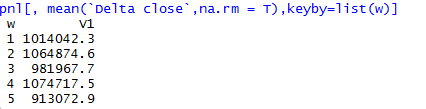 pnl[, mean(`Delta close`,na.rm = T),keyby=list(w)]
w V1
1 1014042.3
2 1064874.6
3 981967.7
4 1074717.5
5 913072.9